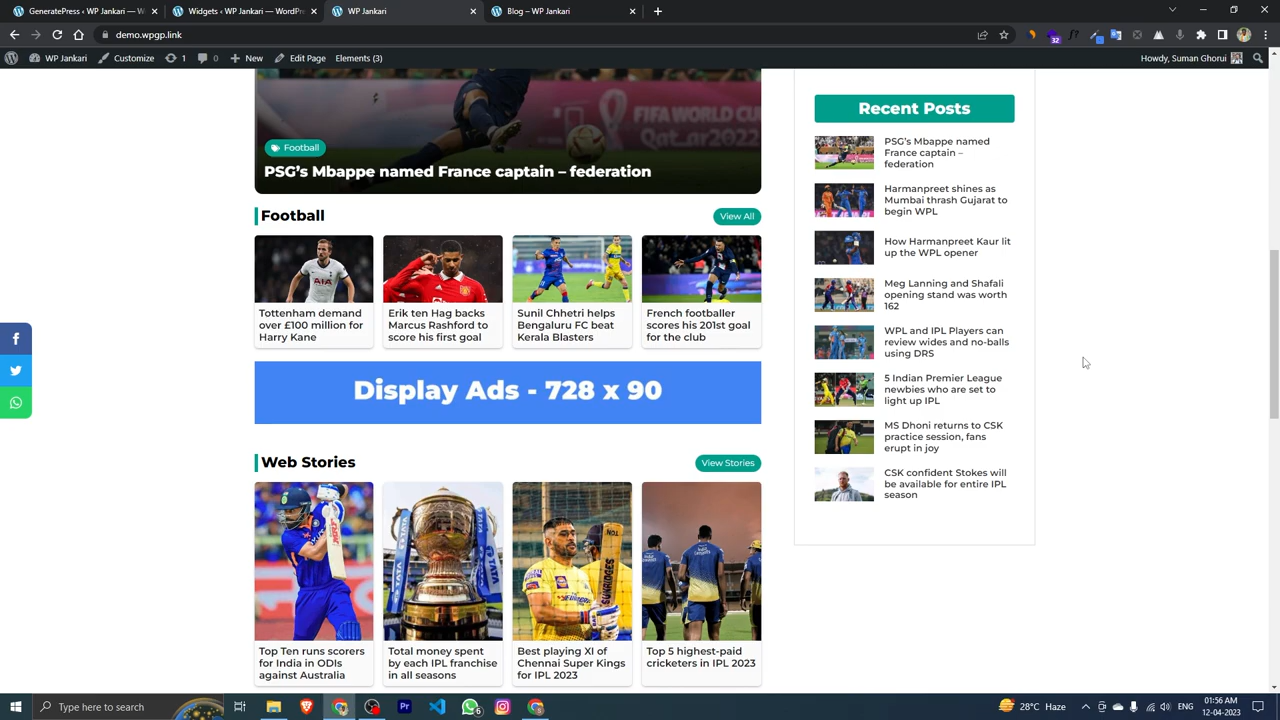 GeneratePress ‹ WP Jankari — W
Widgets ‹ WP Jankari — WordPr
WP Jankari
Blog – WP Jankari
demo.wpgp.link
32
WP Jankari
Customize
1
0
New
Edit Page
Elements (3)
Howdy, Suman Ghorui
FIFA WORLD CU
Football
PSG's Mbappe named France captain – federation
Football
View All
AIA
Tottenham demand
over £100 million for
Harry Kane
Erik ten Hag backs
Marcus Rashford to
score his first goal
Sunil Chhetri helps
Bengaluru FC beat
Kerala Blasters
French footballer
scores his 201st goal
for the club
Display Ads - 728 x 90
Web Stories
View Stories
Top Ten runs scorers
for India in ODIs
against Australia
TATA
Total money spent
by each IPL franchise
in all seasons
Best playing XI of
Chennai Super Kings
for IPL 2023
Top 5 highest-paid
cricketers in IPL 2023
Recent Posts
PSG's Mbappe named
France captain –
federation
Harmanpreet shines as
Mumbai thrash Gujarat to
begin WPL
How Harmanpreet Kaur lit
up the WPL opener
Meg Lanning and Shafali
opening stand was worth
162
WPL and IPL Players can
review wides and no-balls
using DRS
5 Indian Premier League
newbies who are set to
light up IPL
MS Dhoni returns to CSK
practice session, fans
erupt in joy
CSK confident Stokes will
be available for entire IPL
season
Type here to search
28°C Haze
ENG
01:56 AM
12-04-2023